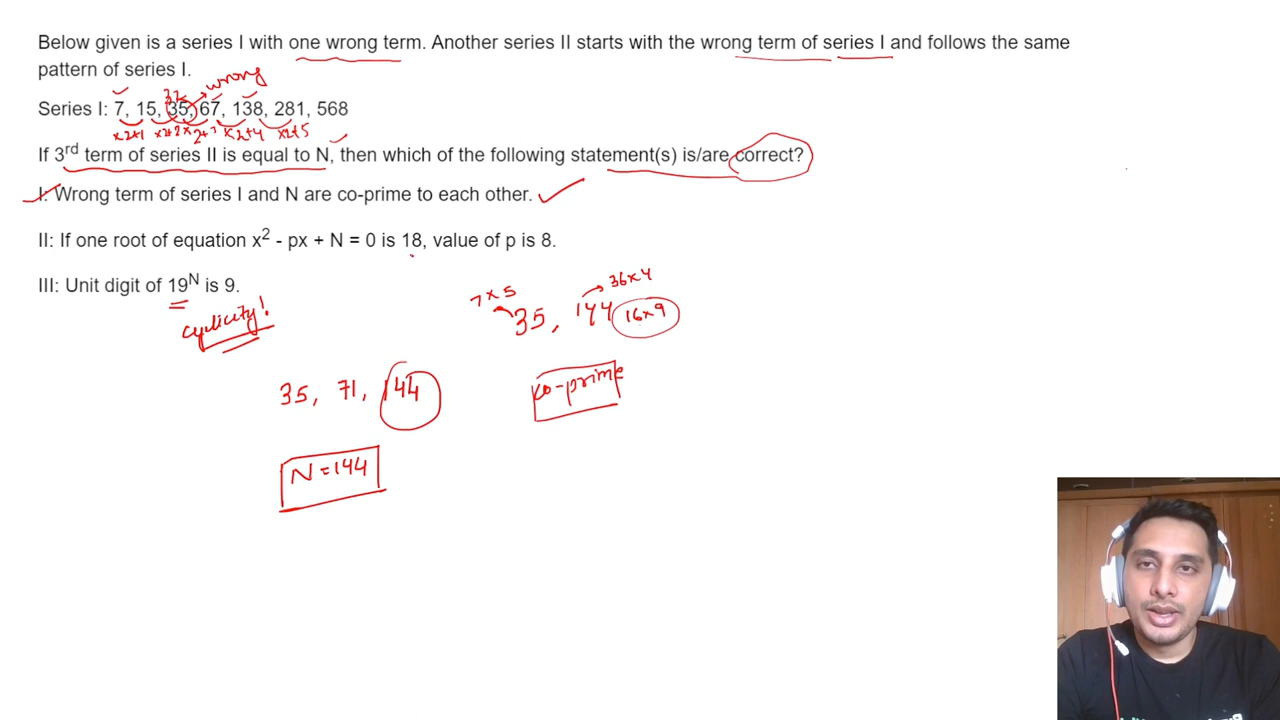 Below given is a series I with one wrong term. Another series II starts with the wrong term of series I and follows the same
pattern of series I.
32 wrong
Series I: 7, 15, 35, 67, 138, 281, 568
×2+1 ×2+2 ×2+3 ×2+4 ×2+5
If 3rd term of series II is equal to N, then which of the following statement(s) is/are correct?
I: Wrong term of series I and N are co-prime to each other.
II: If one root of equation x² - px + N = 0 is 18, value of p is 8.
III: Unit digit of 19ᴺ is 9.
cyclicity!
7×5 36×4
35, 144 16×9
35, 71, 144
co-prime
N=144